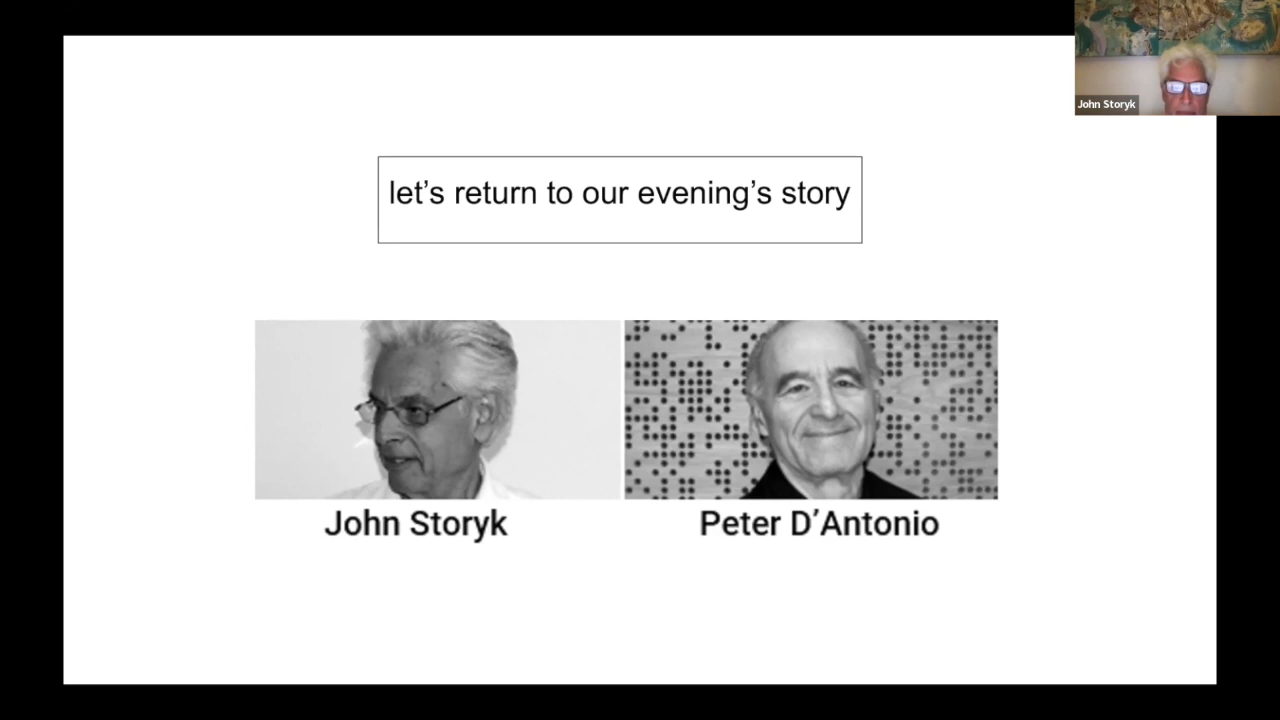 John Storyk
let’s return to our evening’s story
John Storyk
Peter D’Antonio